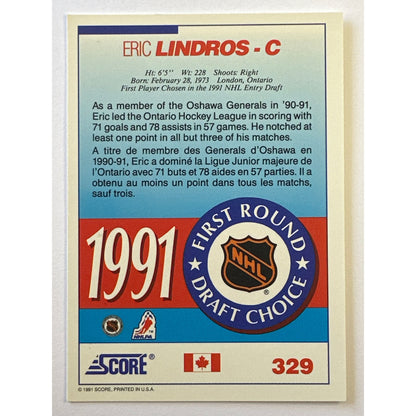 ERIC LINDROS - C
Ht: 6'5" Wt: 228 Shoots: Right
Born: February 28, 1973 London, Ontario
First Player Chosen in the 1991 NHL Entry Draft
As a member of the Oshawa Generals in '90-91,
Eric led the Ontario Hockey League in scoring with
71 goals and 78 assists in 57 games. He notched at
least one point in all but three of his matches.
A titre de membre des Generals d'Oshawa en
1990-91, Eric a dominé la Ligue Junior majeure de
l'Ontario avec 71 buts et 78 aides en 57 parties. Il a
obtenu au moins un point dans tous les matchs,
sauf trois.
1991
FIRST ROUND
NHL
®
DRAFT CHOICE
NHL
NHLPA
TM
SCORE®
329
© 1991 SCORE, PRINTED IN U.S.A.